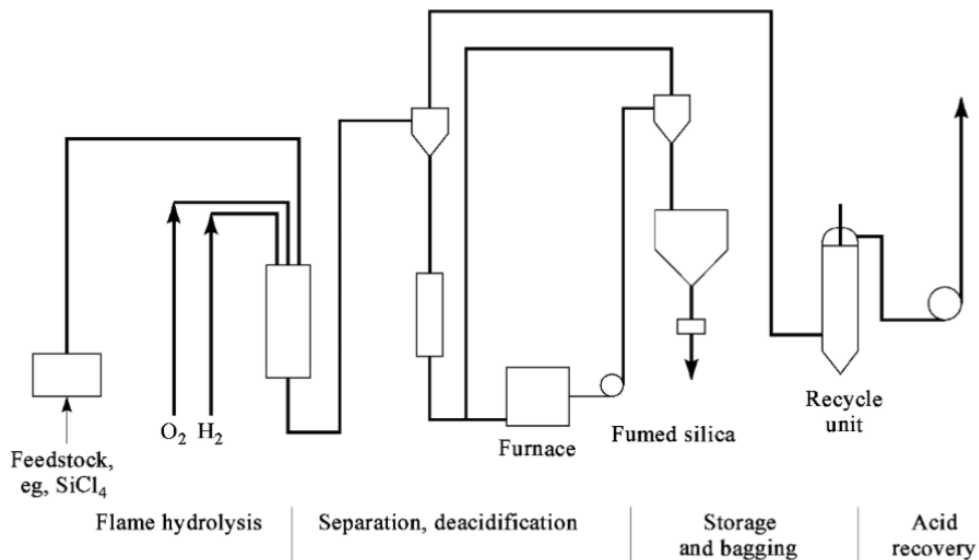 O2 H2
Feedstock,
eg, SiCl4
Furnace
Fumed silica
Recycle
unit
Flame hydrolysis
Separation, deacidification
Storage
and bagging
Acid
recovery